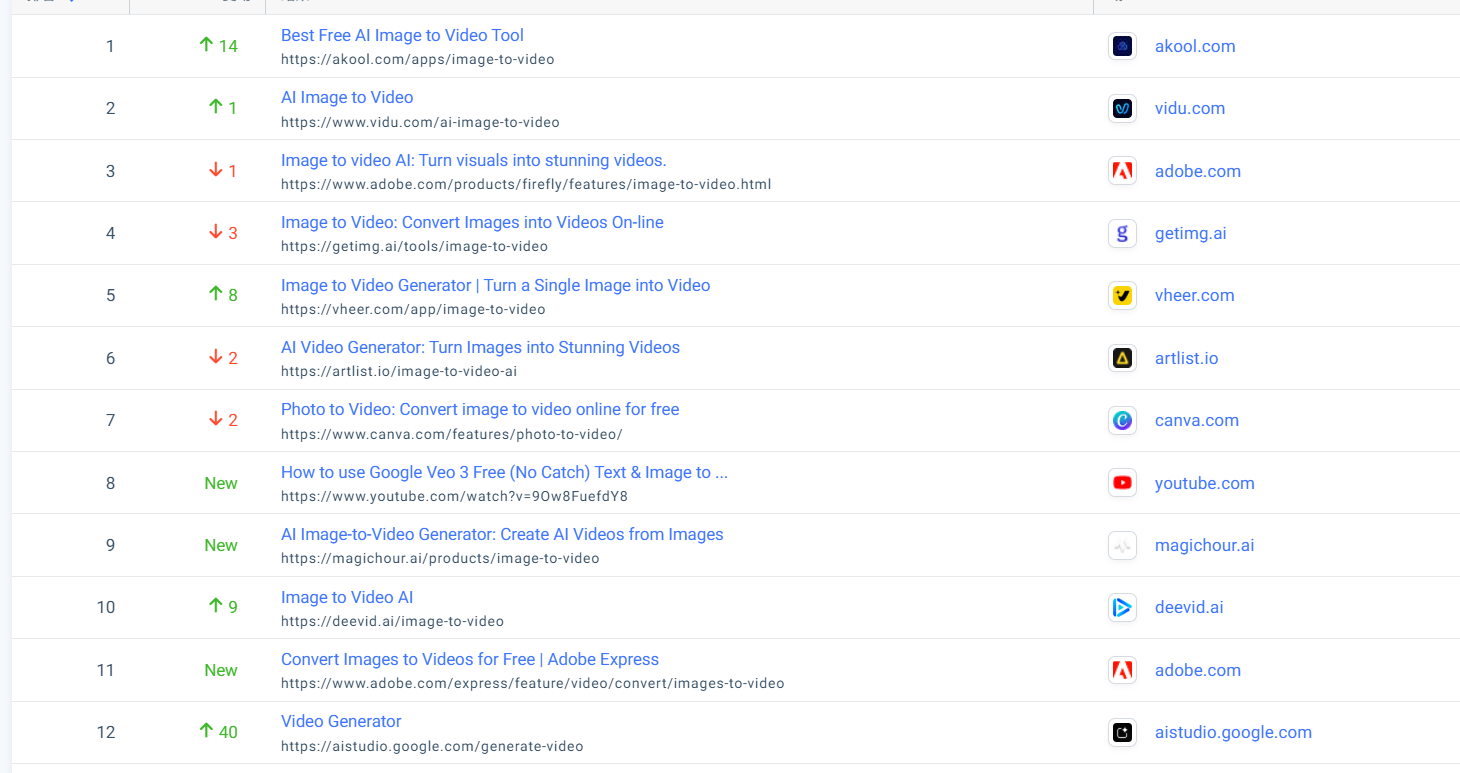 1
14
Best Free AI Image to Video Tool
https://akool.com/apps/image-to-video
akool.com
2
1
AI Image to Video
https://www.vidu.com/ai-image-to-video
vidu.com
3
1
Image to video AI: Turn visuals into stunning videos.
https://www.adobe.com/products/firefly/features/image-to-video.html
adobe.com
4
3
Image to Video: Convert Images into Videos On-line
https://getimg.ai/tools/image-to-video
getimg.ai
5
8
Image to Video Generator | Turn a Single Image into Video
https://vheer.com/app/image-to-video
vheer.com
6
2
AI Video Generator: Turn Images into Stunning Videos
https://artlist.io/image-to-video-ai
artlist.io
7
2
Photo to Video: Convert image to video online for free
https://www.canva.com/features/photo-to-video/
canva.com
8
New
How to use Google Veo 3 Free (No Catch) Text & Image to ...
https://www.youtube.com/watch?v=9Ow8FuefdY8
youtube.com
9
New
AI Image-to-Video Generator: Create AI Videos from Images
https://magichour.ai/products/image-to-video
magichour.ai
10
9
Image to Video AI
https://deevid.ai/image-to-video
deevid.ai
11
New
Convert Images to Videos for Free | Adobe Express
https://www.adobe.com/express/feature/video/convert/images-to-video
adobe.com
12
40
Video Generator
https://aistudio.google.com/generate-video
aistudio.google.com